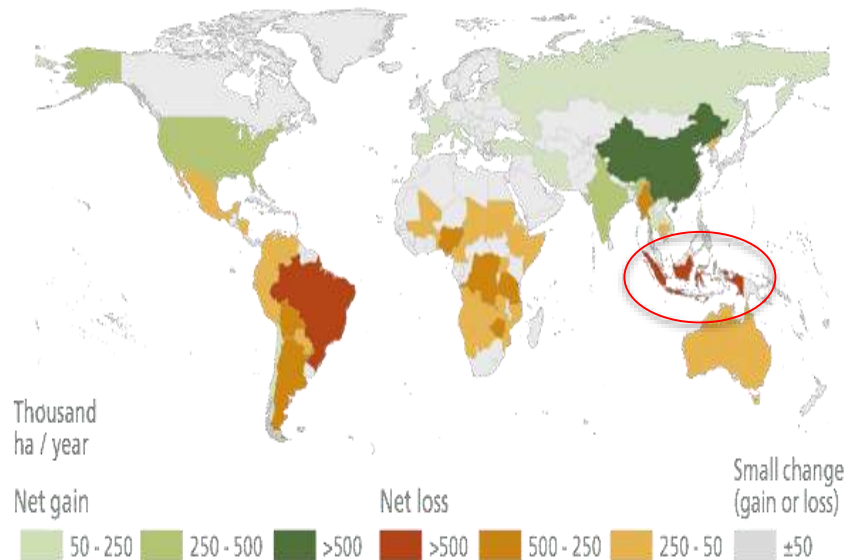 Thousand
ha / year
Net gain
Net loss
Small change
(gain or loss)
50 - 250
250 - 500
>500
>500
500 - 250
250 - 50
±50